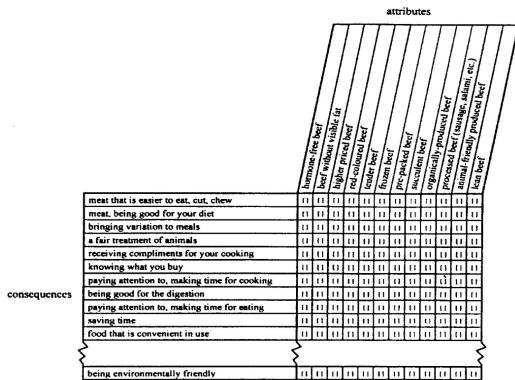 attributes
hormone-free beef
beef without visible fat
higher priced beef
red-coloured beef
tender beef
frozen beef
pre-packed beef
succulent beef
organically-produced beef
processed beef (sausage, salami, etc.)
animal-friendly produced beef
lean beef
meat that is easier to eat, cut, chew
meat, being good for your diet
bringing variation to meals
a fair treatment of animals
receiving compliments for your cooking
knowing what you buy
paying attention to, making time for cooking
consequences
being good for the digestion
paying attention to, making time for eating
saving time
food that is convenient in use
being environmentally friendly